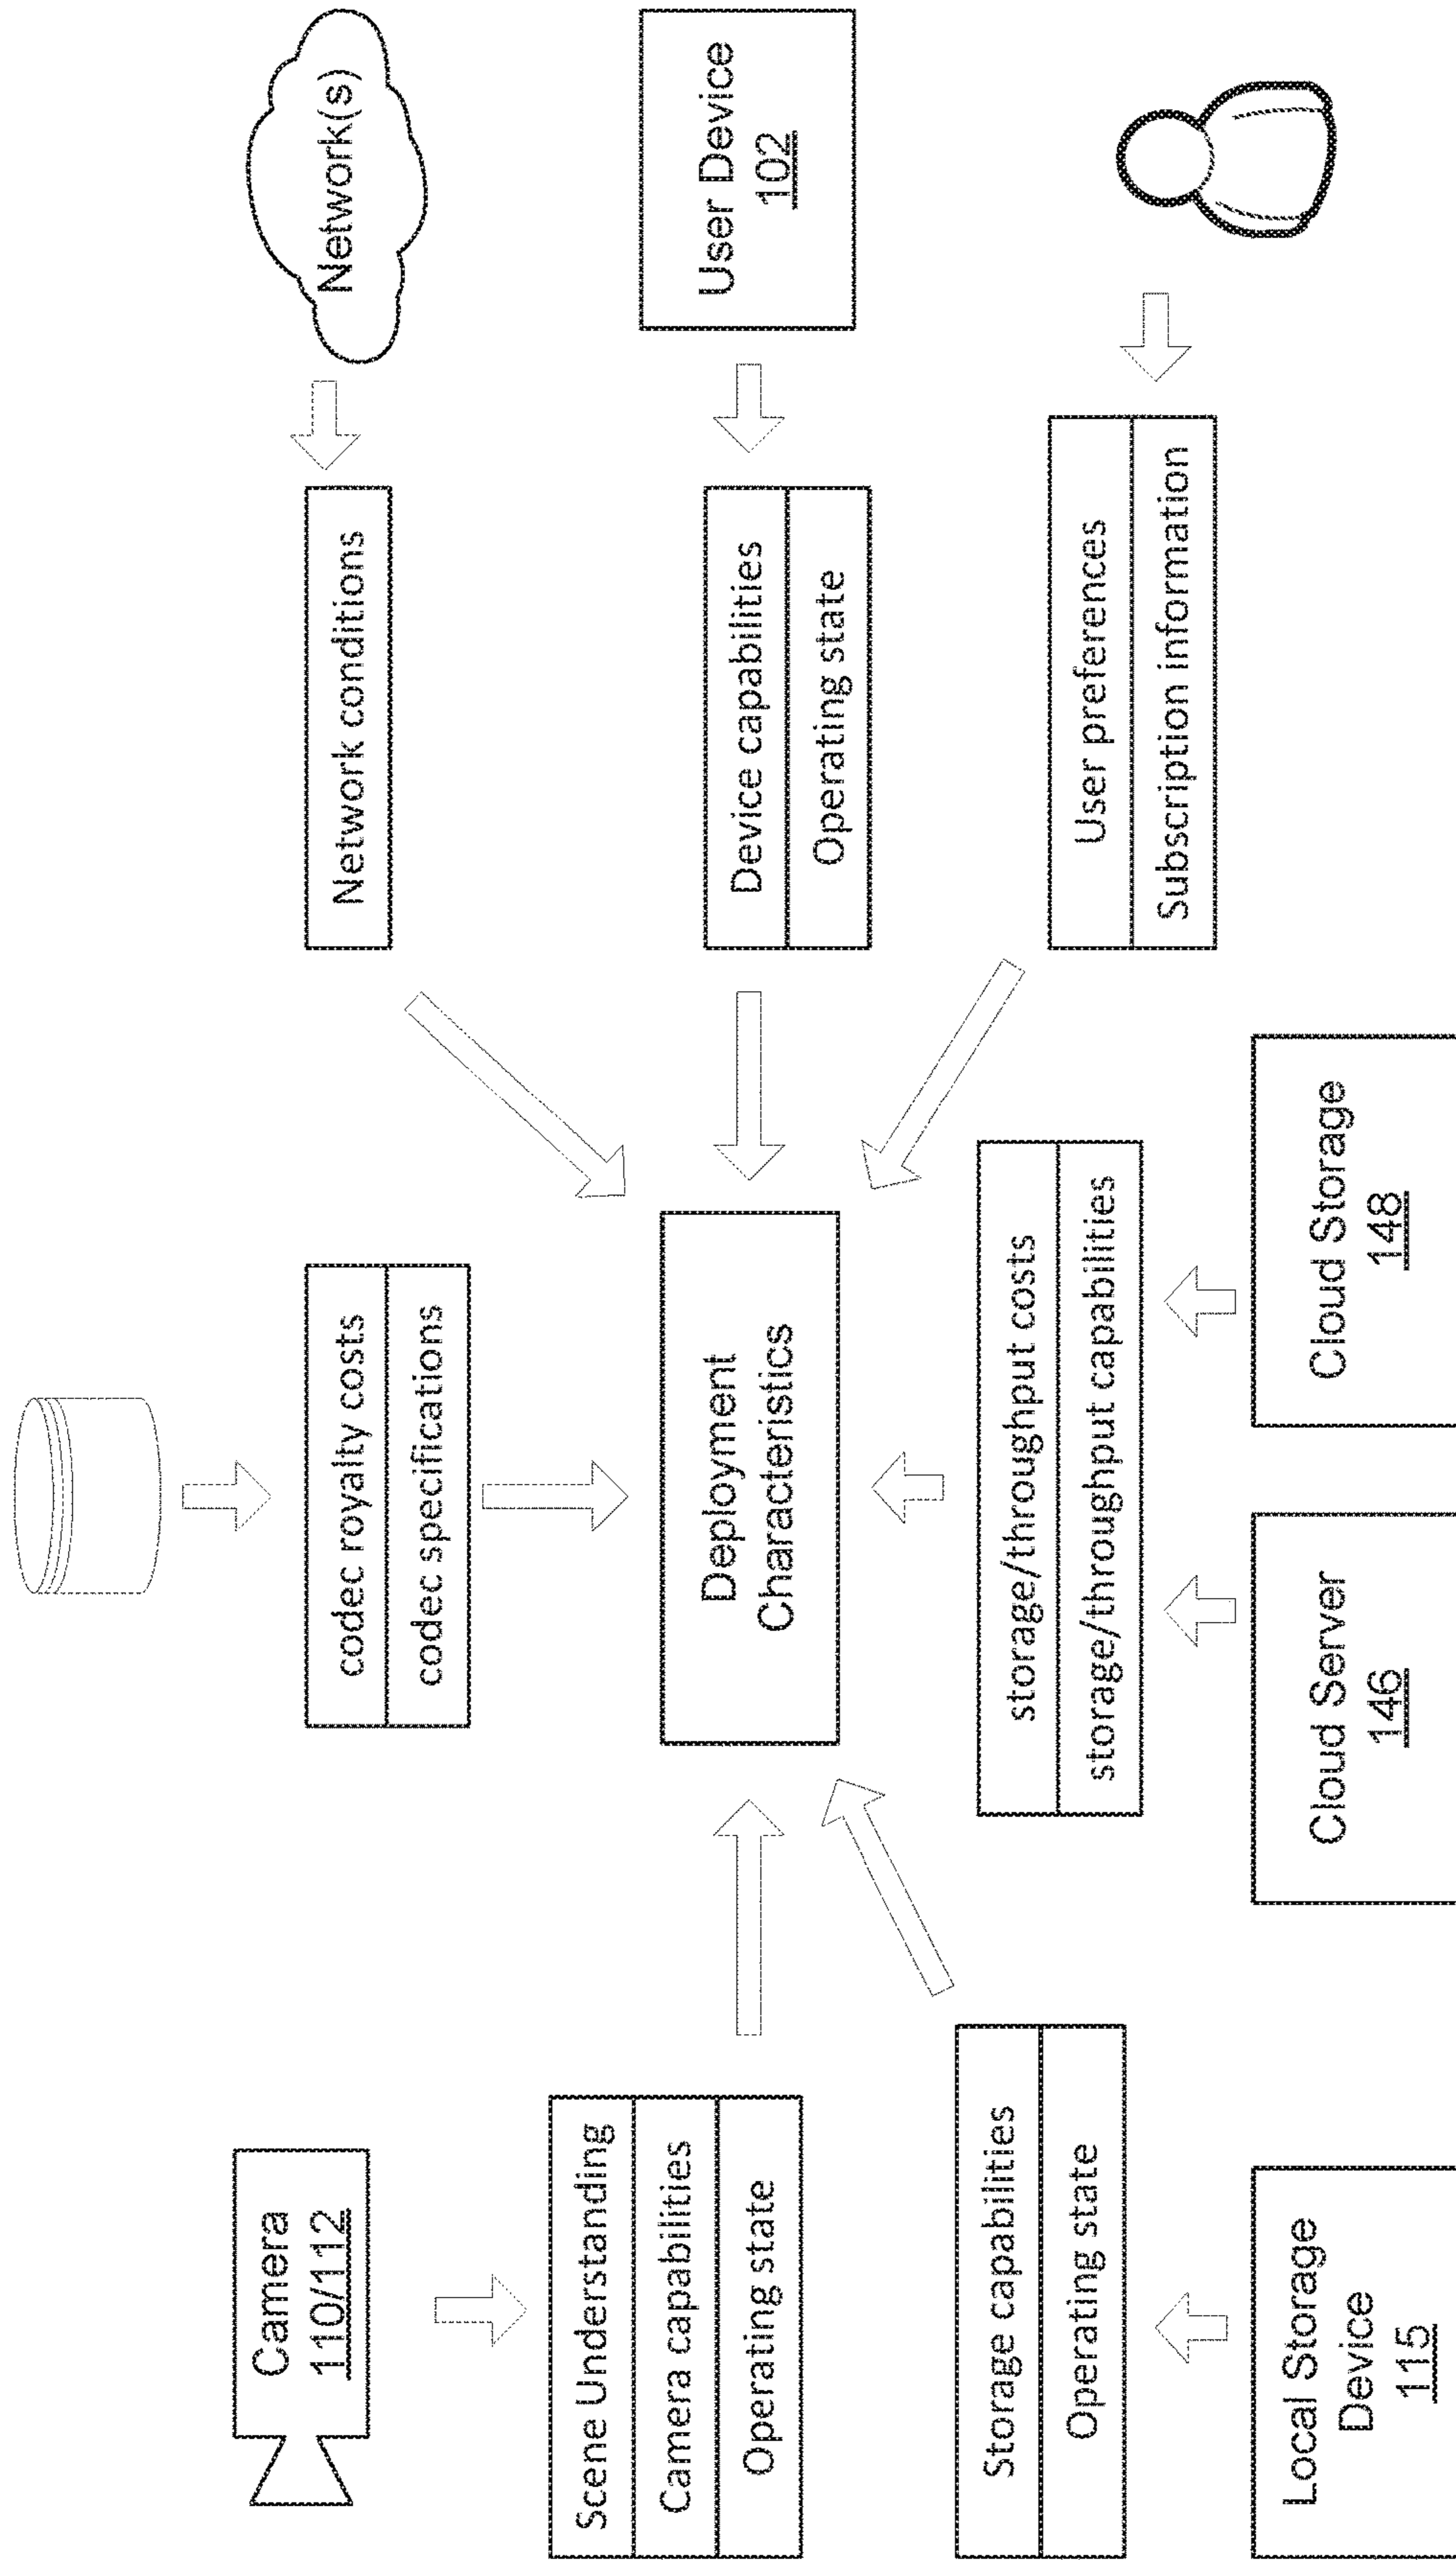 Camera
110/112
Scene Understanding
Camera capabilities
Operating state
Storage capabilities
Operating state
Local Storage
Device
115
codec royalty costs
codec specifications
Deployment
Characteristics
storage/throughput costs
storage/throughput capabilities
Cloud Server
146
Cloud Storage
148
Network(s)
Network conditions
User Device
102
Device capabilities
Operating state
User preferences
Subscription information